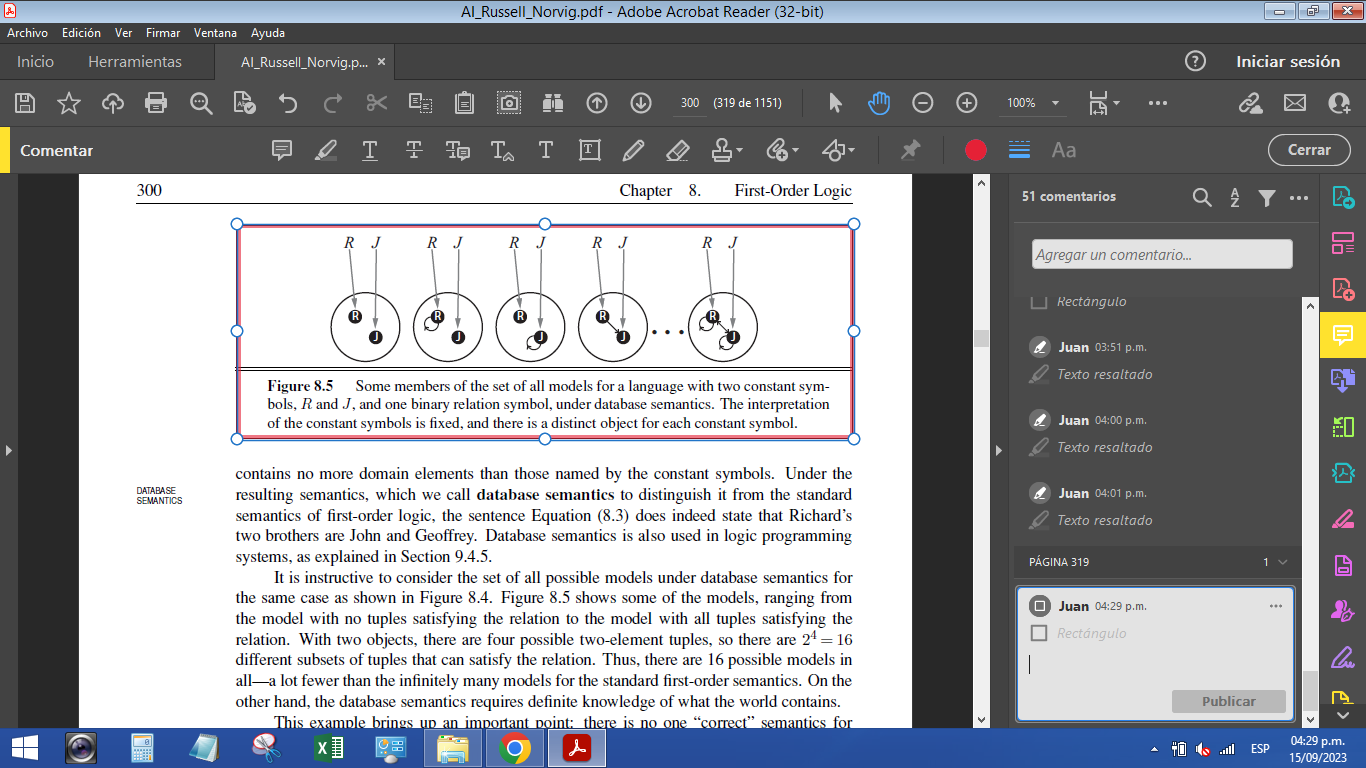 AI_Russell_Norvig.pdf - Adobe Acrobat Reader (32-bit)
Archivo Edición Ver Firmar Ventana Ayuda
Inicio Herramientas AI_Russell_Norvig.p... × Iniciar sesión
300 (319 de 1151) 100%
Comentar Aa Cerrar
300 Chapter 8. First-Order Logic
R J R J R J R J R J
R R R R R
J J J J J
Figure 8.5 Some members of the set of all models for a language with two constant sym-
bols, R and J, and one binary relation symbol, under database semantics. The interpretation
of the constant symbols is fixed, and there is a distinct object for each constant symbol.
contains no more domain elements than those named by the constant symbols. Under the
DATABASE
SEMANTICS
resulting semantics, which we call database semantics to distinguish it from the standard
semantics of first-order logic, the sentence Equation (8.3) does indeed state that Richard’s
two brothers are John and Geoffrey. Database semantics is also used in logic programming
systems, as explained in Section 9.4.5.
It is instructive to consider the set of all possible models under database semantics for
the same case as shown in Figure 8.4. Figure 8.5 shows some of the models, ranging from
the model with no tuples satisfying the relation to the model with all tuples satisfying the
relation. With two objects, there are four possible two-element tuples, so there are 2⁴ = 16
different subsets of tuples that can satisfy the relation. Thus, there are 16 possible models in
all—a lot fewer than the infinitely many models for the standard first-order semantics. On the
other hand, the database semantics requires definite knowledge of what the world contains.
This example brings up an important point: there is no one “correct” semantics for
51 comentarios
Agregar un comentario...
Rectángulo
Juan 03:51 p.m.
Texto resaltado
Juan 04:00 p.m.
Texto resaltado
Juan 04:01 p.m.
Texto resaltado
PÁGINA 319 1
Juan 04:29 p.m.
Rectángulo
Publicar
ESP
04:29 p.m.
15/09/2023